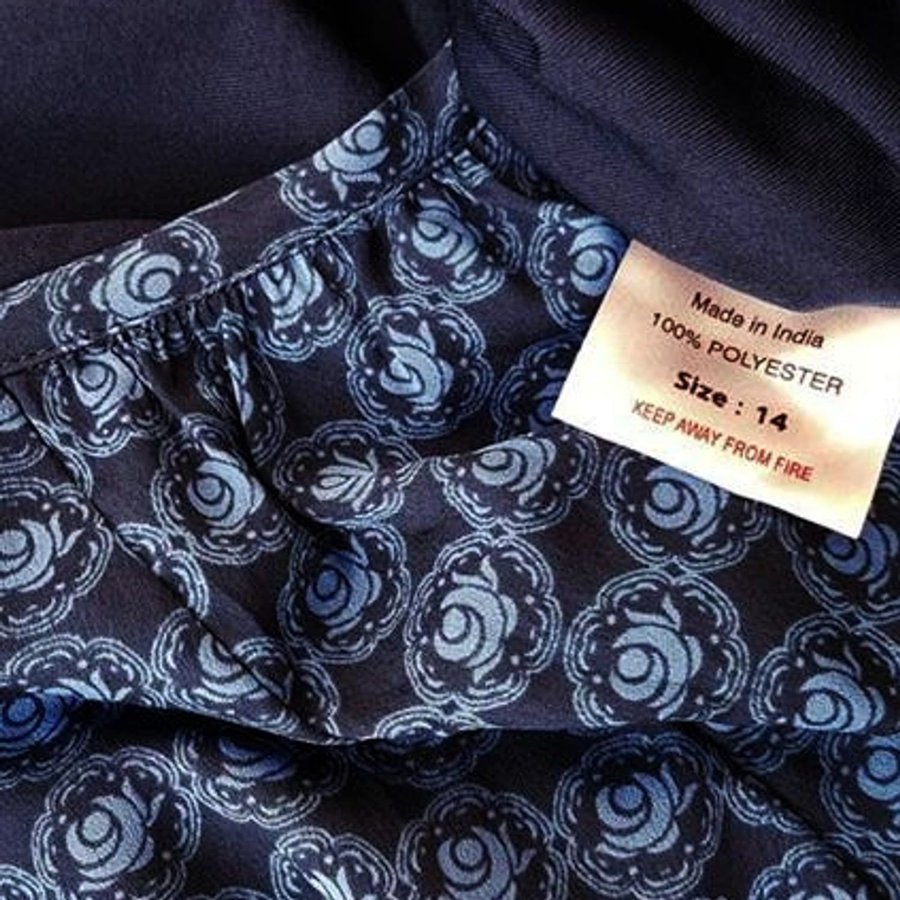 Made in India
100% POLYESTER
Size : 14
KEEP AWAY FROM FIRE